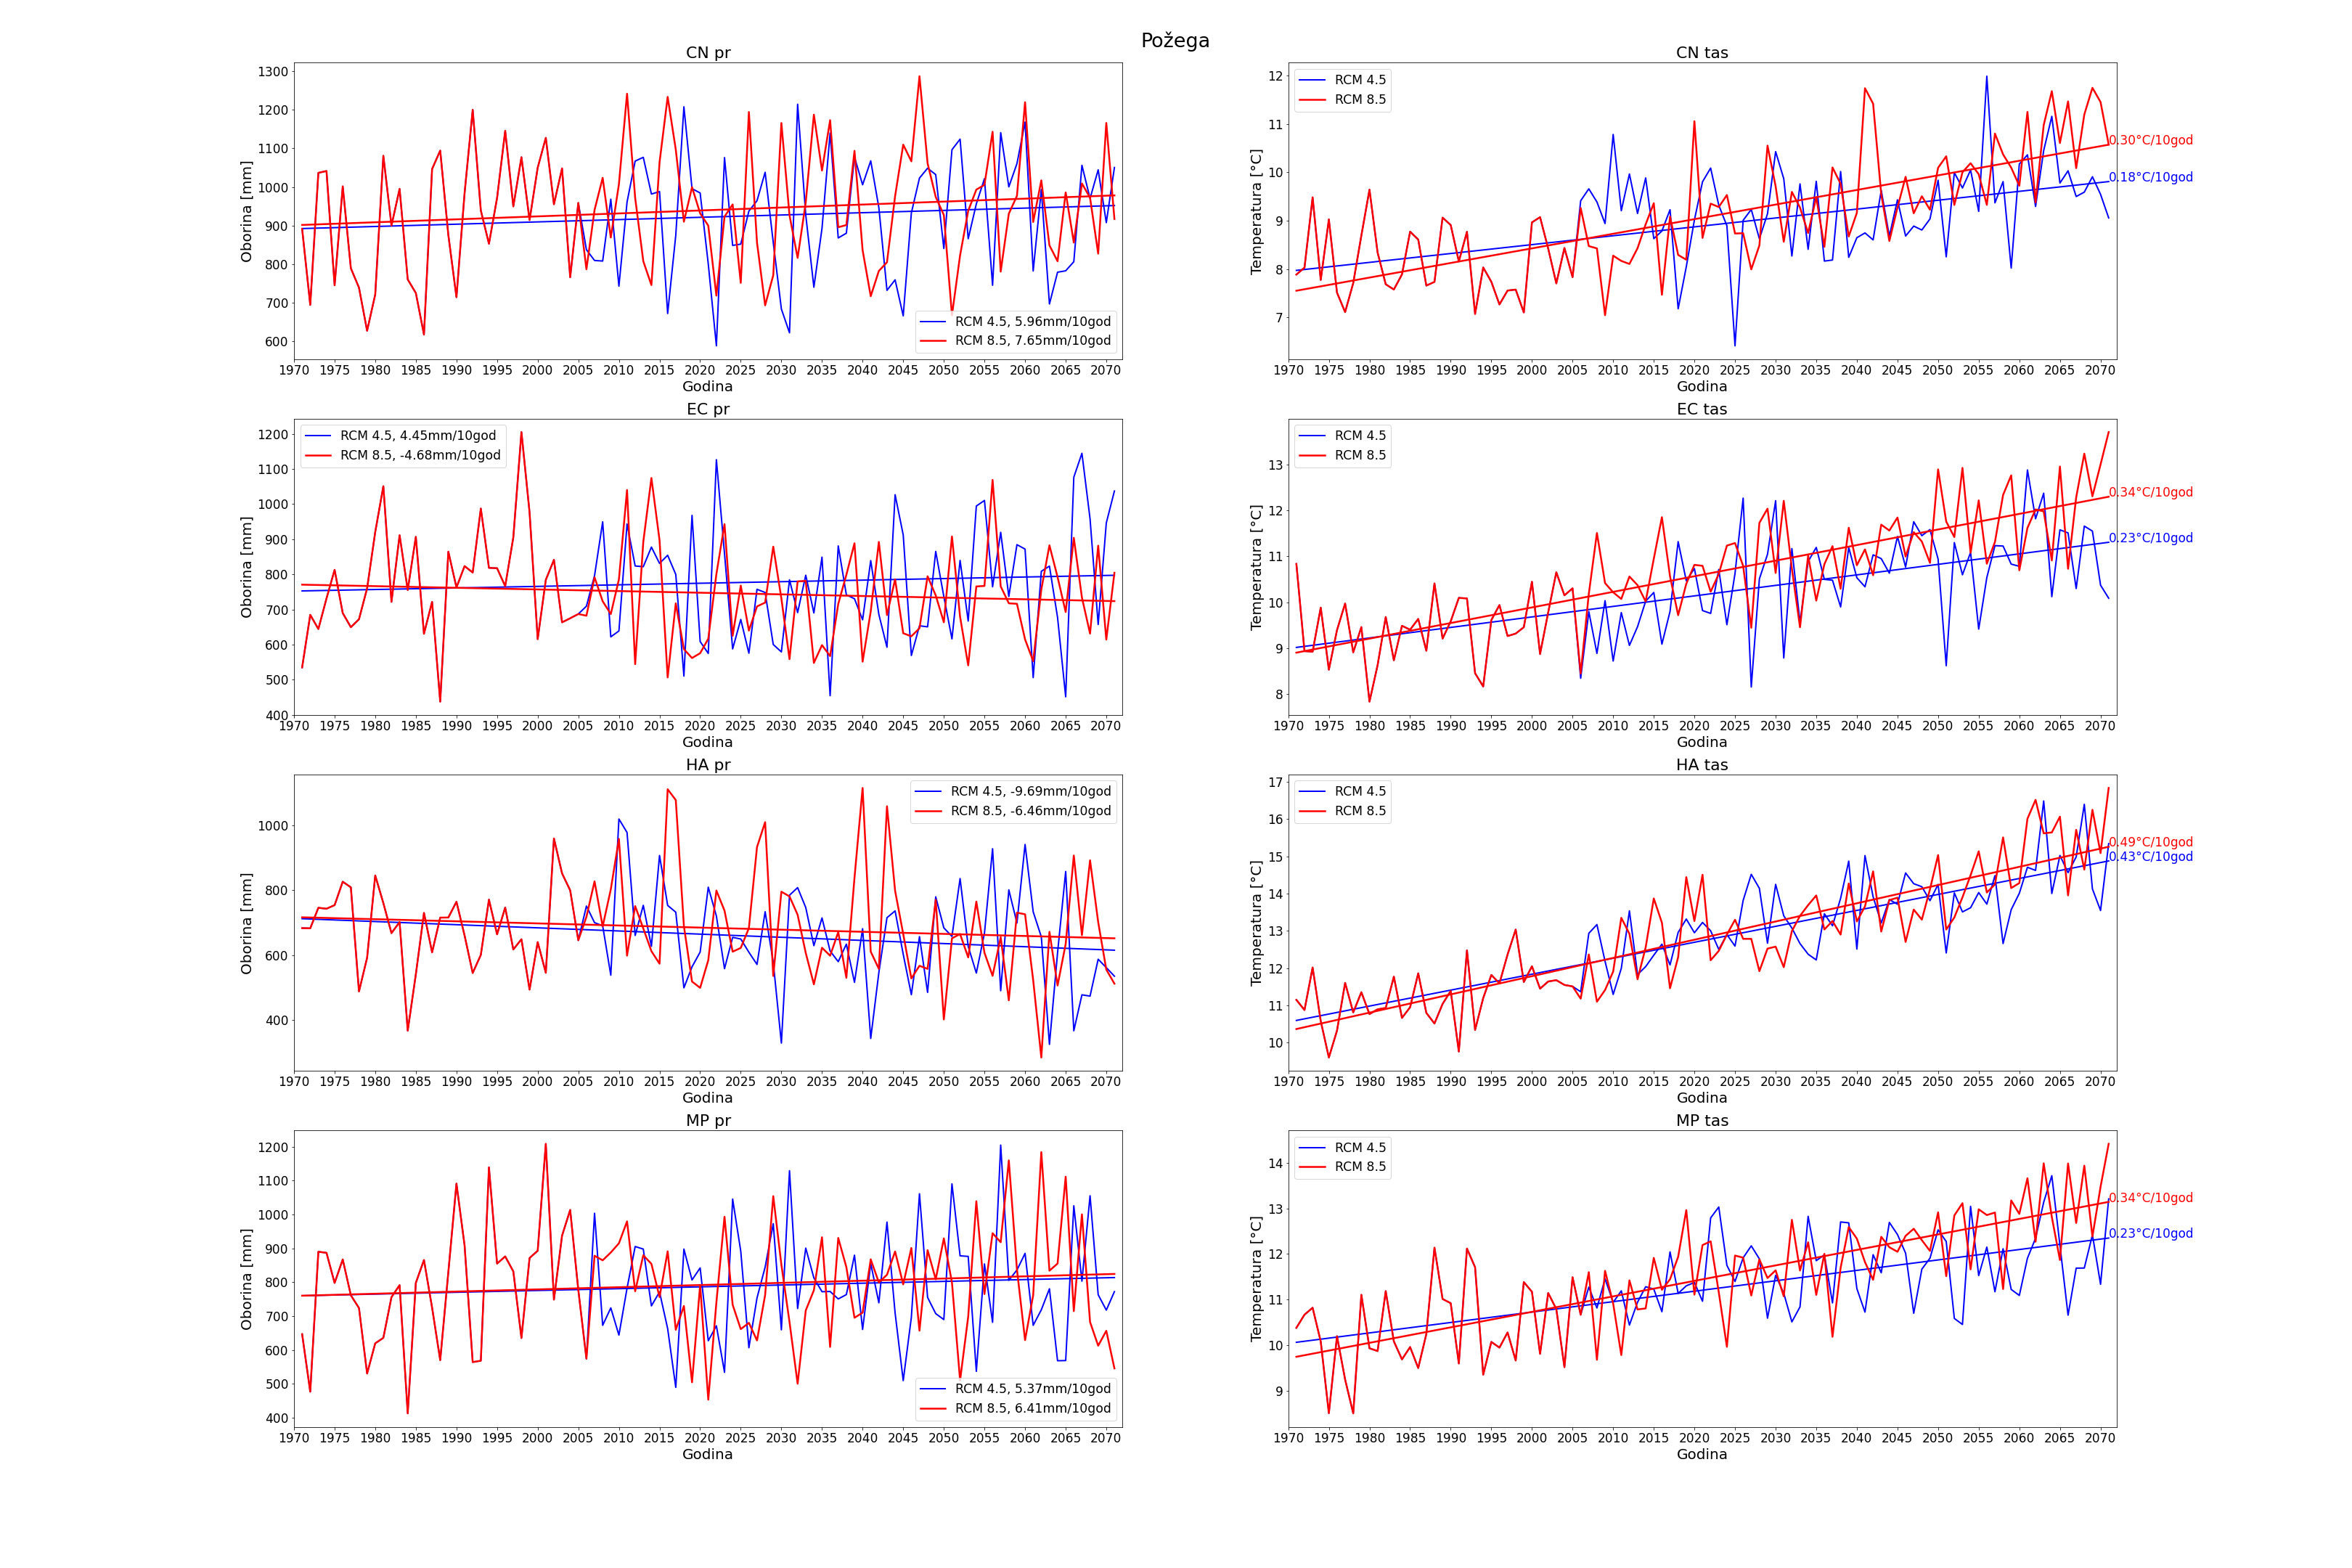 Požega
CN pr
1300
1200
1100
1000
900
800
700
600
Oborina [mm]
RCM 4.5, 5.96mm/10god
RCM 8.5, 7.65mm/10god
1970 1975 1980 1985 1990 1995 2000 2005 2010 2015 2020 2025 2030 2035 2040 2045 2050 2055 2060 2065 2070
Godina
CN tas
12
11
10
9
8
7
Temperatura [°C]
RCM 4.5
RCM 8.5
0.30°C/10god
0.18°C/10god
1970 1975 1980 1985 1990 1995 2000 2005 2010 2015 2020 2025 2030 2035 2040 2045 2050 2055 2060 2065 2070
Godina
EC pr
1200
1100
1000
900
800
700
600
500
400
Oborina [mm]
RCM 4.5, 4.45mm/10god
RCM 8.5, -4.68mm/10god
1970 1975 1980 1985 1990 1995 2000 2005 2010 2015 2020 2025 2030 2035 2040 2045 2050 2055 2060 2065 2070
Godina
EC tas
13
12
11
10
9
8
Temperatura [°C]
RCM 4.5
RCM 8.5
0.34°C/10god
0.23°C/10god
1970 1975 1980 1985 1990 1995 2000 2005 2010 2015 2020 2025 2030 2035 2040 2045 2050 2055 2060 2065 2070
Godina
HA pr
1000
800
600
400
Oborina [mm]
RCM 4.5, -9.69mm/10god
RCM 8.5, -6.46mm/10god
1970 1975 1980 1985 1990 1995 2000 2005 2010 2015 2020 2025 2030 2035 2040 2045 2050 2055 2060 2065 2070
Godina
HA tas
17
16
15
14
13
12
11
10
Temperatura [°C]
RCM 4.5
RCM 8.5
0.49°C/10god
0.43°C/10god
1970 1975 1980 1985 1990 1995 2000 2005 2010 2015 2020 2025 2030 2035 2040 2045 2050 2055 2060 2065 2070
Godina
MP pr
1200
1100
1000
900
800
700
600
500
400
Oborina [mm]
RCM 4.5, 5.37mm/10god
RCM 8.5, 6.41mm/10god
1970 1975 1980 1985 1990 1995 2000 2005 2010 2015 2020 2025 2030 2035 2040 2045 2050 2055 2060 2065 2070
Godina
MP tas
14
13
12
11
10
9
Temperatura [°C]
RCM 4.5
RCM 8.5
0.34°C/10god
0.23°C/10god
1970 1975 1980 1985 1990 1995 2000 2005 2010 2015 2020 2025 2030 2035 2040 2045 2050 2055 2060 2065 2070
Godina